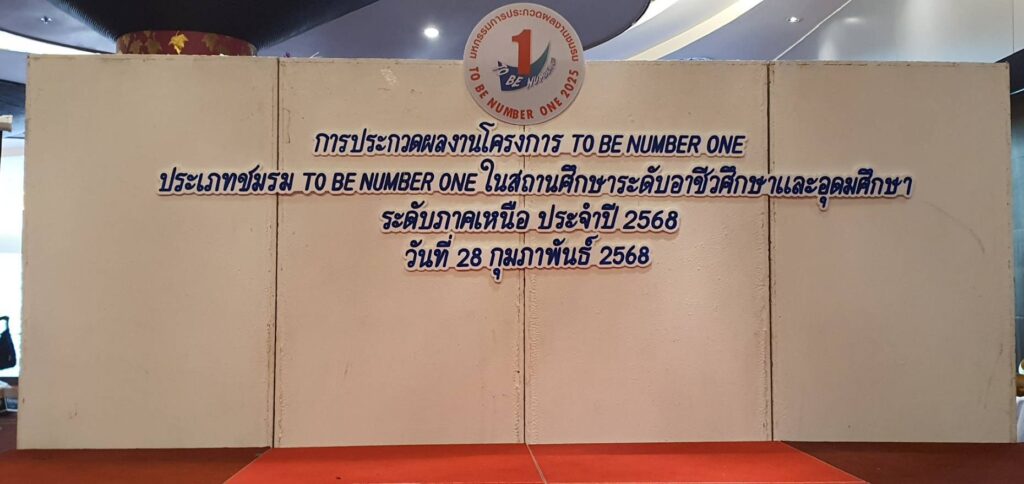 มหกรรมการประกวดผลงานชมรม
1
BE NUMBER
TO BE NUMBER ONE 2025
การประกวดผลงานโครงการ TO BE NUMBER ONE
ประเภทชมรม TO BE NUMBER ONE ในสถานศึกษาระดับอาชีวศึกษาและอุดมศึกษา
ระดับภาคเหนือ ประจำปี 2568
วันที่ 28 กุมภาพันธ์ 2568